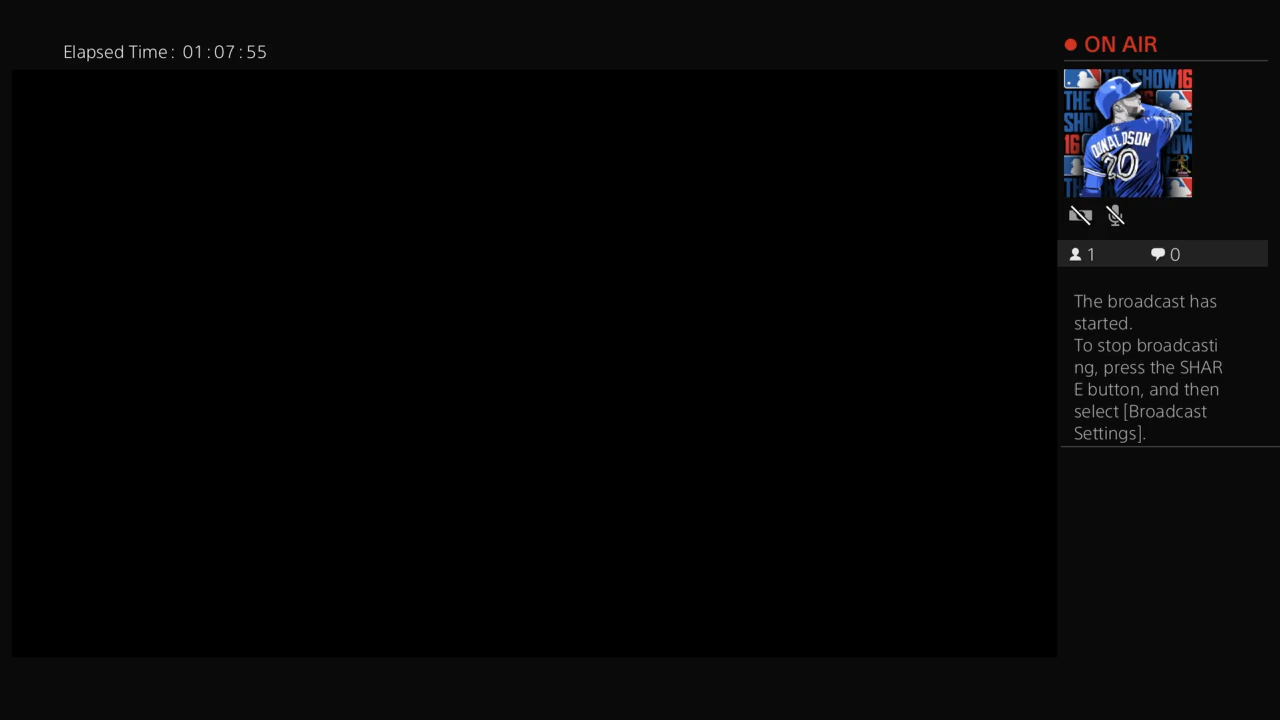 Elapsed Time: 01:07:55
ON AIR
THE SHOW16
THE
SHO
16
DONALDSON
20
1
0
The broadcast has
started.
To stop broadcasti
ng, press the SHAR
E button, and then
select [Broadcast
Settings].